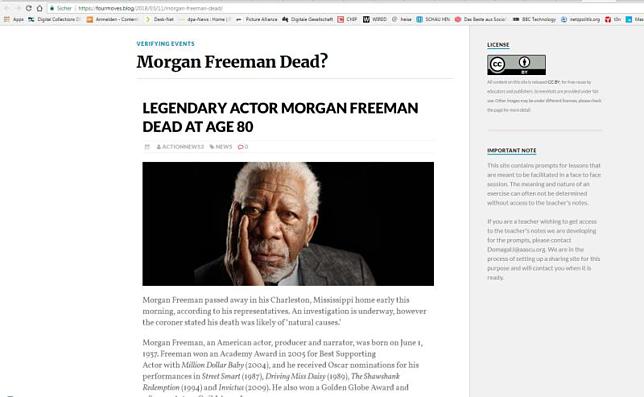 Sicher | https://fourmoves.blog/2018/03/11/morgan-freeman-dead/
Apps Digital Collections Anmelden - Conten Desk-Net dpa-News : Home | Picture Alliance Digitale Gesellschaft CHIP WIRED heise SCHAU HIN Das Beste aus Social BBC Technology netzpolitik.org t3n
VERIFYING EVENTS
Morgan Freeman Dead?
LEGENDARY ACTOR MORGAN FREEMAN
DEAD AT AGE 80
ACTIONNEWS3 NEWS 0
Morgan Freeman passed away in his Charleston, Mississippi home early this
morning, according to his representatives. An investigation is underway, however
the coroner stated his death was likely of 'natural causes.'
Morgan Freeman, an American actor, producer and narrator, was born on June 1,
1937. Freeman won an Academy Award in 2005 for Best Supporting
Actor with Million Dollar Baby (2004), and he received Oscar nominations for his
performances in Street Smart (1987), Driving Miss Daisy (1989), The Shawshank
Redemption (1994) and Invictus (2009). He also won a Golden Globe Award and
LICENSE
CC BY
All content on this site is released CC BY, for free reuse by
educators and publishers. Screenshots are provided under fair
use. Other images may be under different licenses, please check
the page for more detail.
IMPORTANT NOTE
This site contains prompts for lessons that
are meant to be facilitated in a face to face
session. The meaning and nature of an
exercise can often not be determined
without access to the teacher's notes.
If you are a teacher wishing to get access
to the teacher's notes we are developing
for the prompts, please contact
DomagalJ@aascu.org. We are in the
process of setting up a sharing site for this
purpose and will contact you when it is
ready.